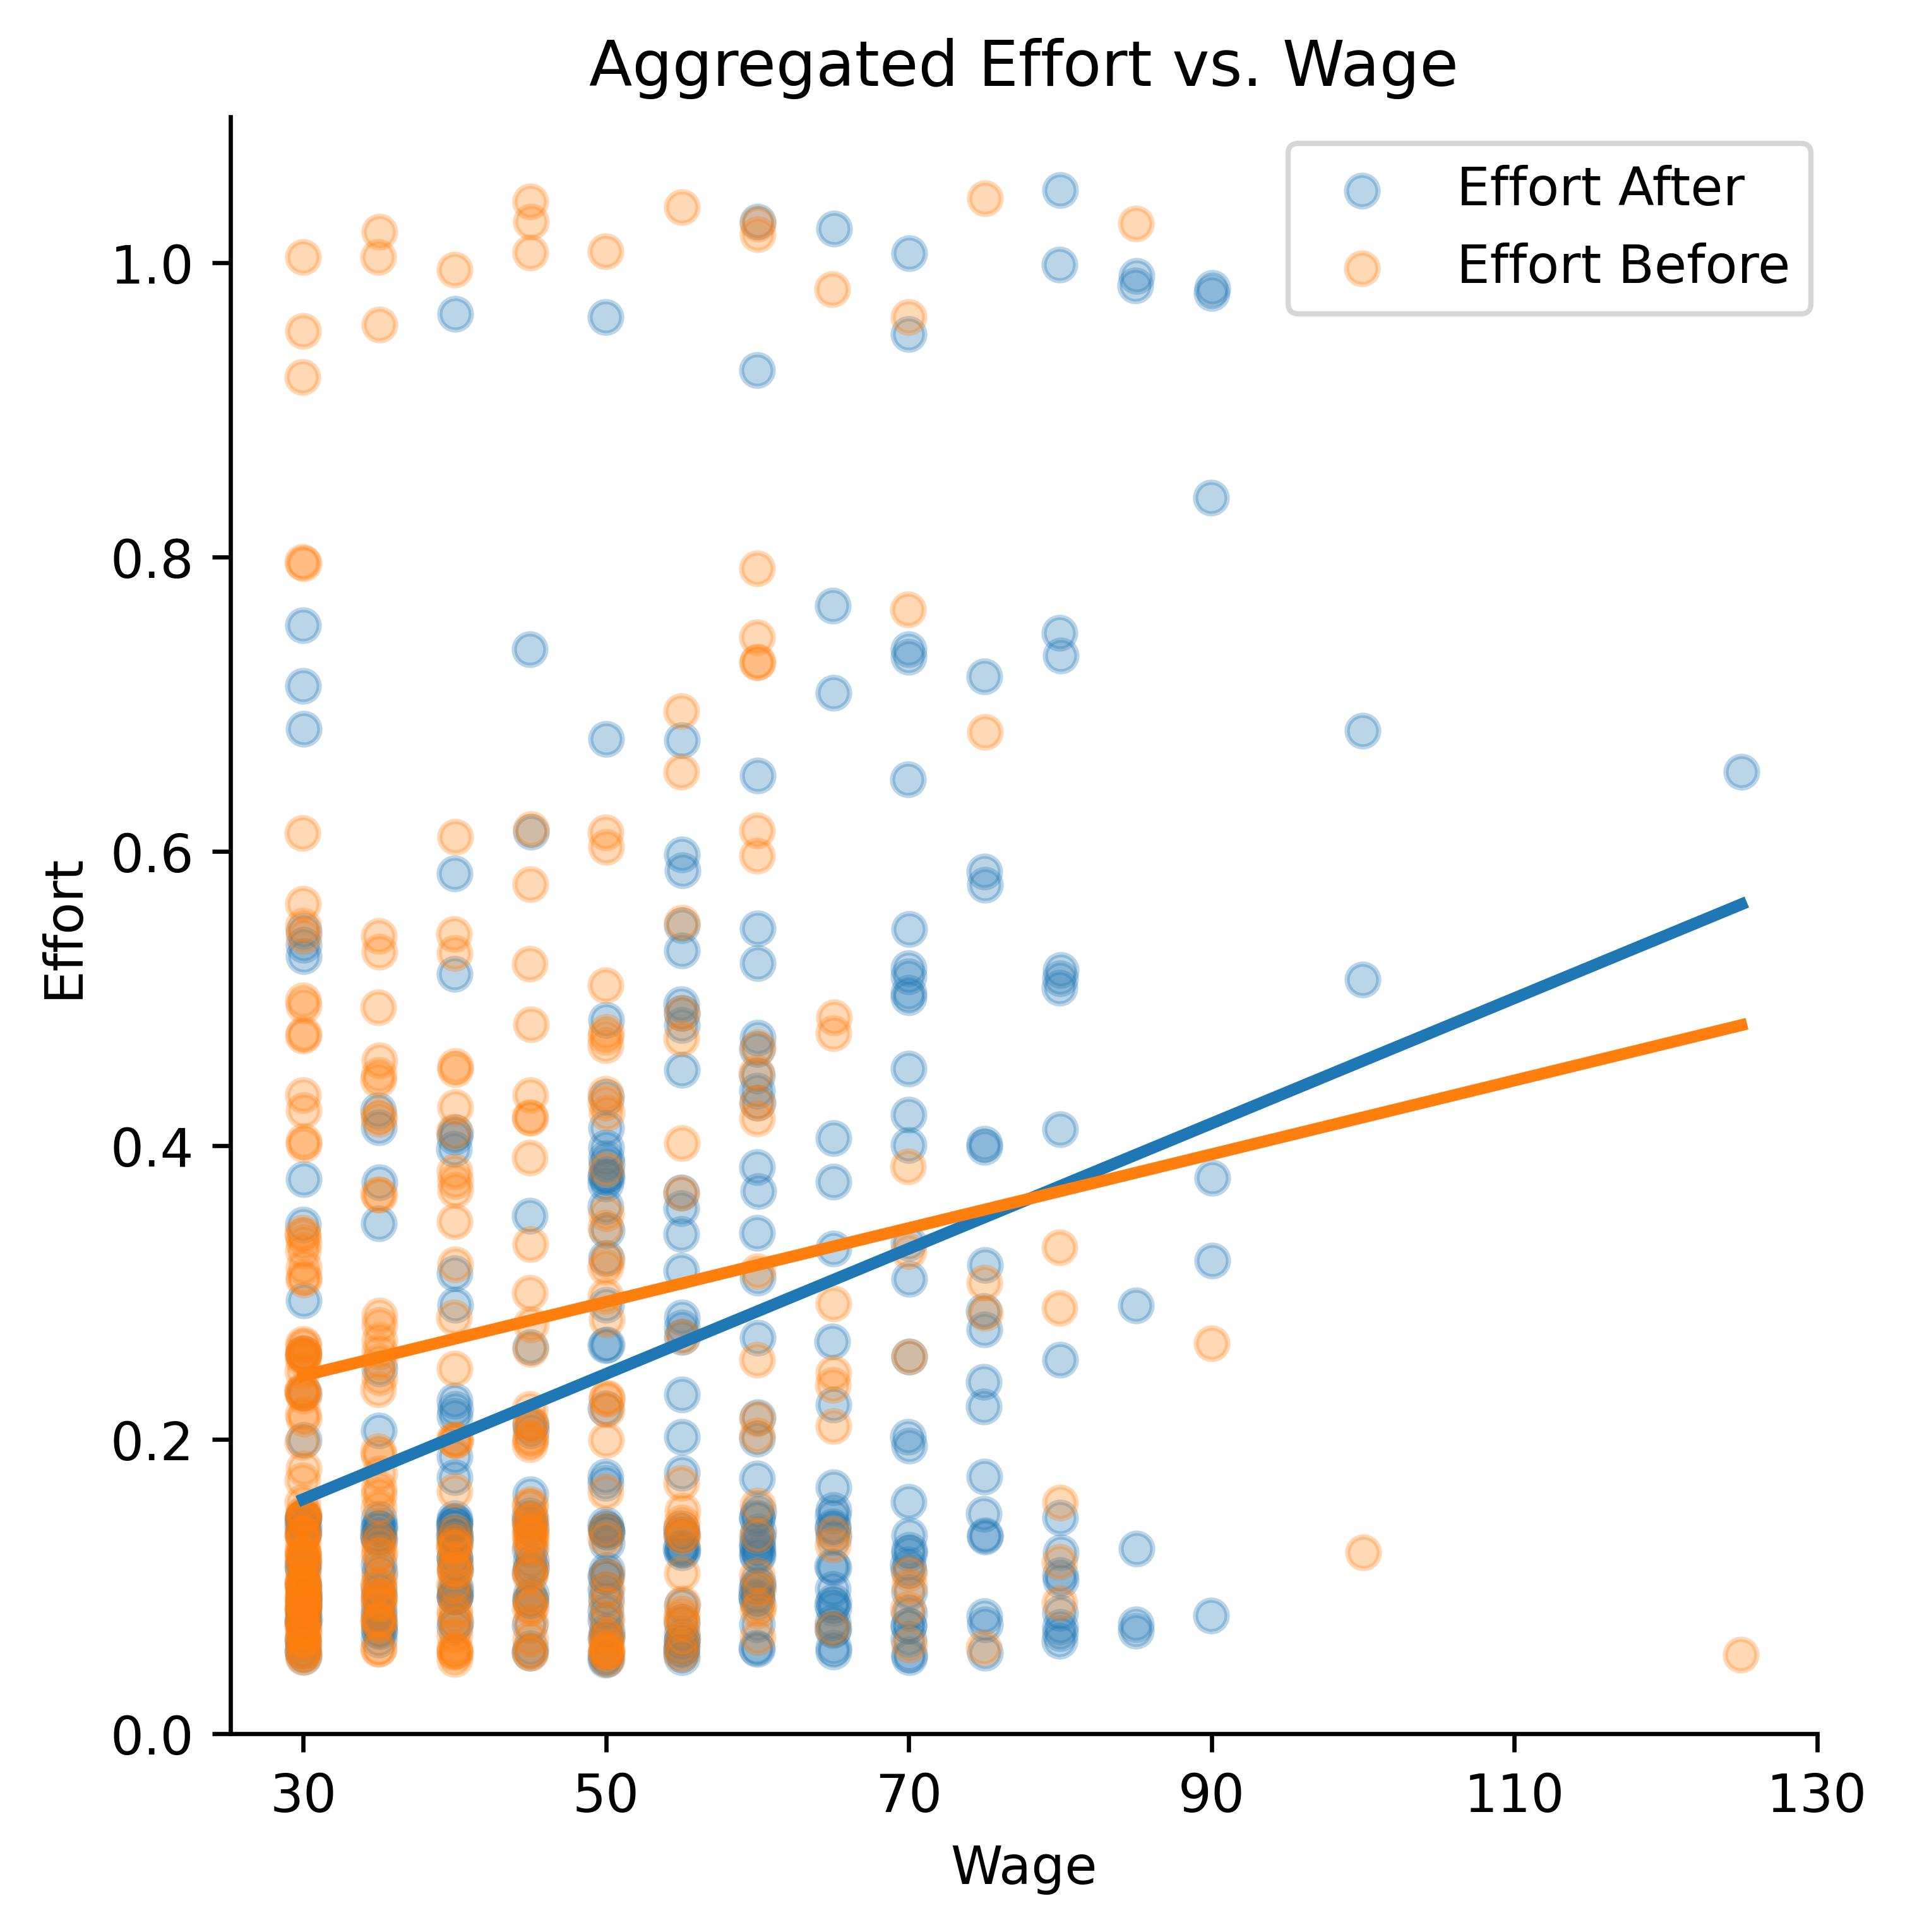 Aggregated Effort vs. Wage
Effort After
Effort Before
1.0
0.8
0.6
0.4
0.2
0.0
Effort
30 50 70 90 110 130
Wage